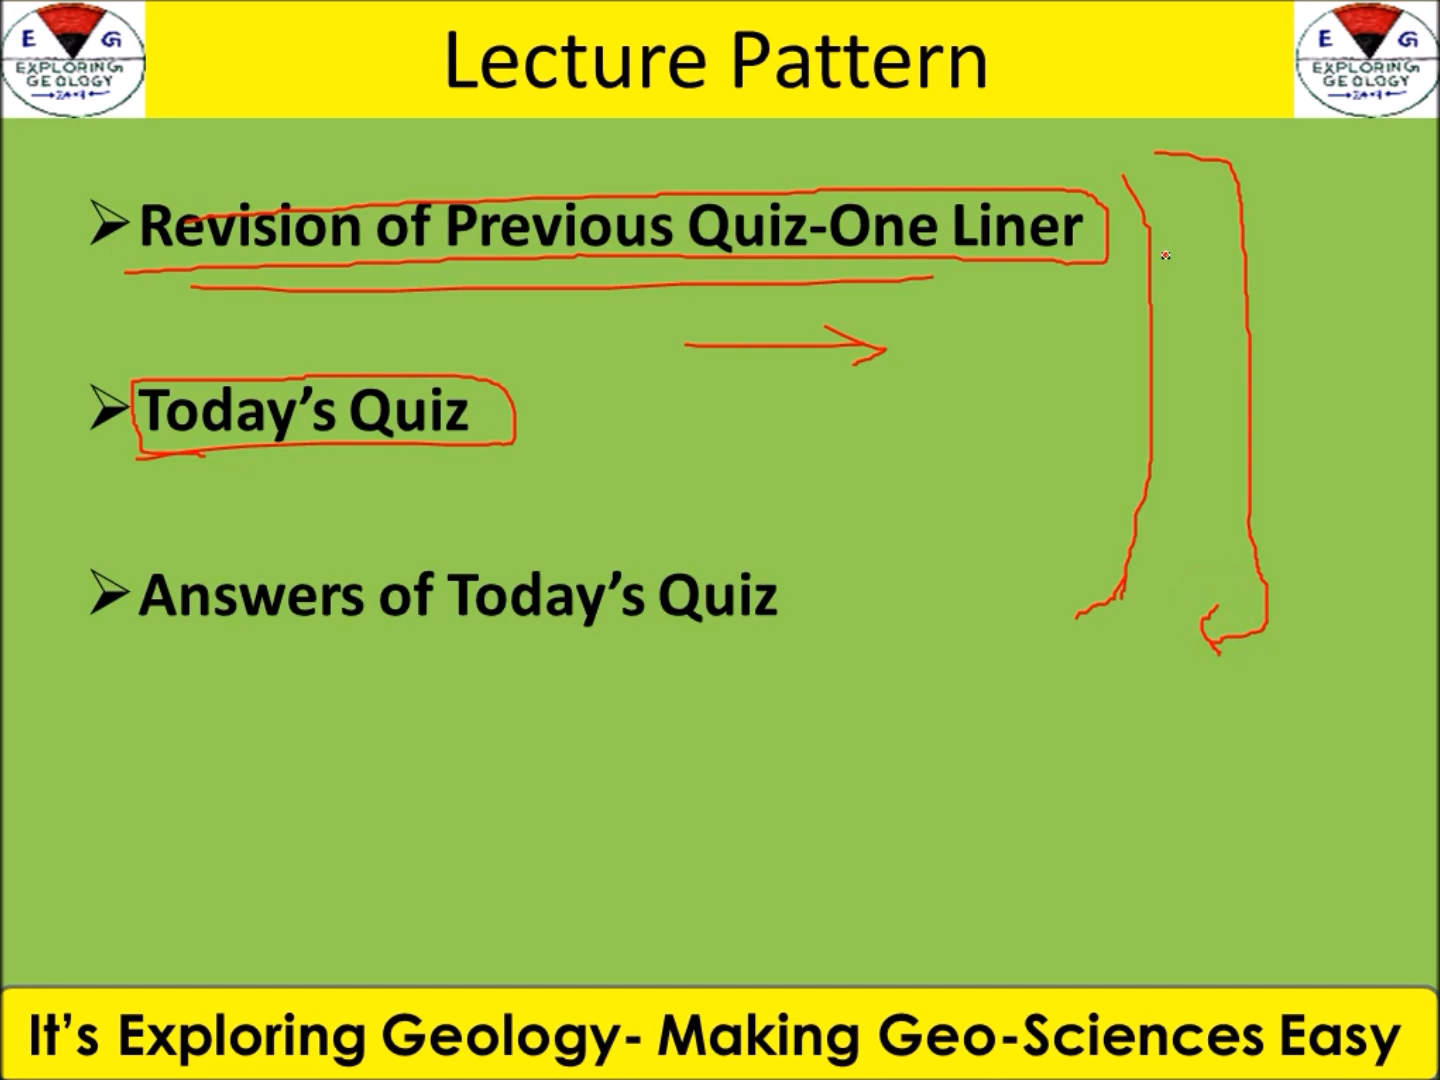 E G
EXPLORING
GEOLOGY
Lecture Pattern
E G
EXPLORING
GEOLOGY
Revision of Previous Quiz-One Liner
Today’s Quiz
Answers of Today’s Quiz
It’s Exploring Geology- Making Geo-Sciences Easy